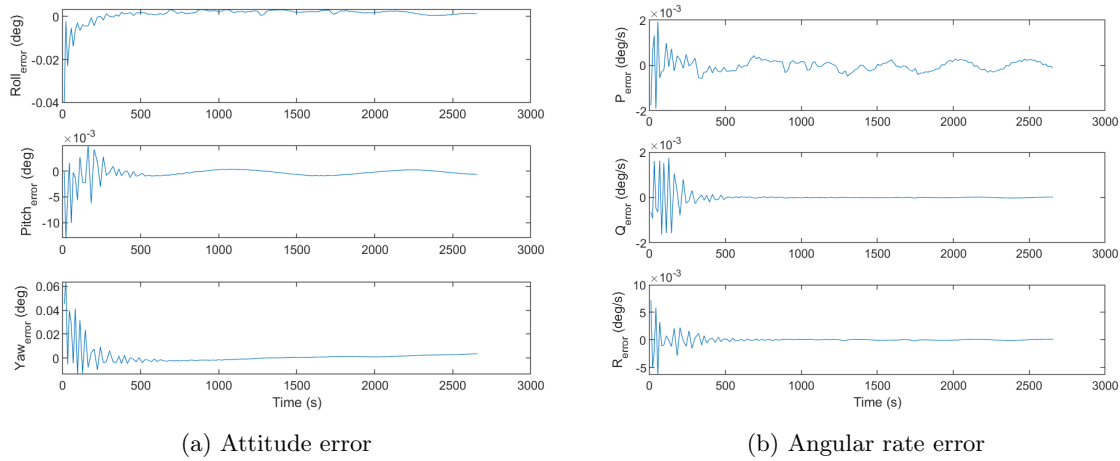 0
-0.02
-0.04
Roll_error (deg)
0 500 1000 1500 2000 2500 3000
×10^-3
0
-5
-10
Pitch_error (deg)
0 500 1000 1500 2000 2500 3000
0.06
0.04
0.02
0
Yaw_error (deg)
0 500 1000 1500 2000 2500 3000
Time (s)
(a) Attitude error
×10^-3
2
0
-2
P_error (deg/s)
0 500 1000 1500 2000 2500 3000
×10^-3
2
0
-2
Q_error (deg/s)
0 500 1000 1500 2000 2500 3000
×10^-3
10
5
0
-5
R_error (deg/s)
0 500 1000 1500 2000 2500 3000
Time (s)
(b) Angular rate error